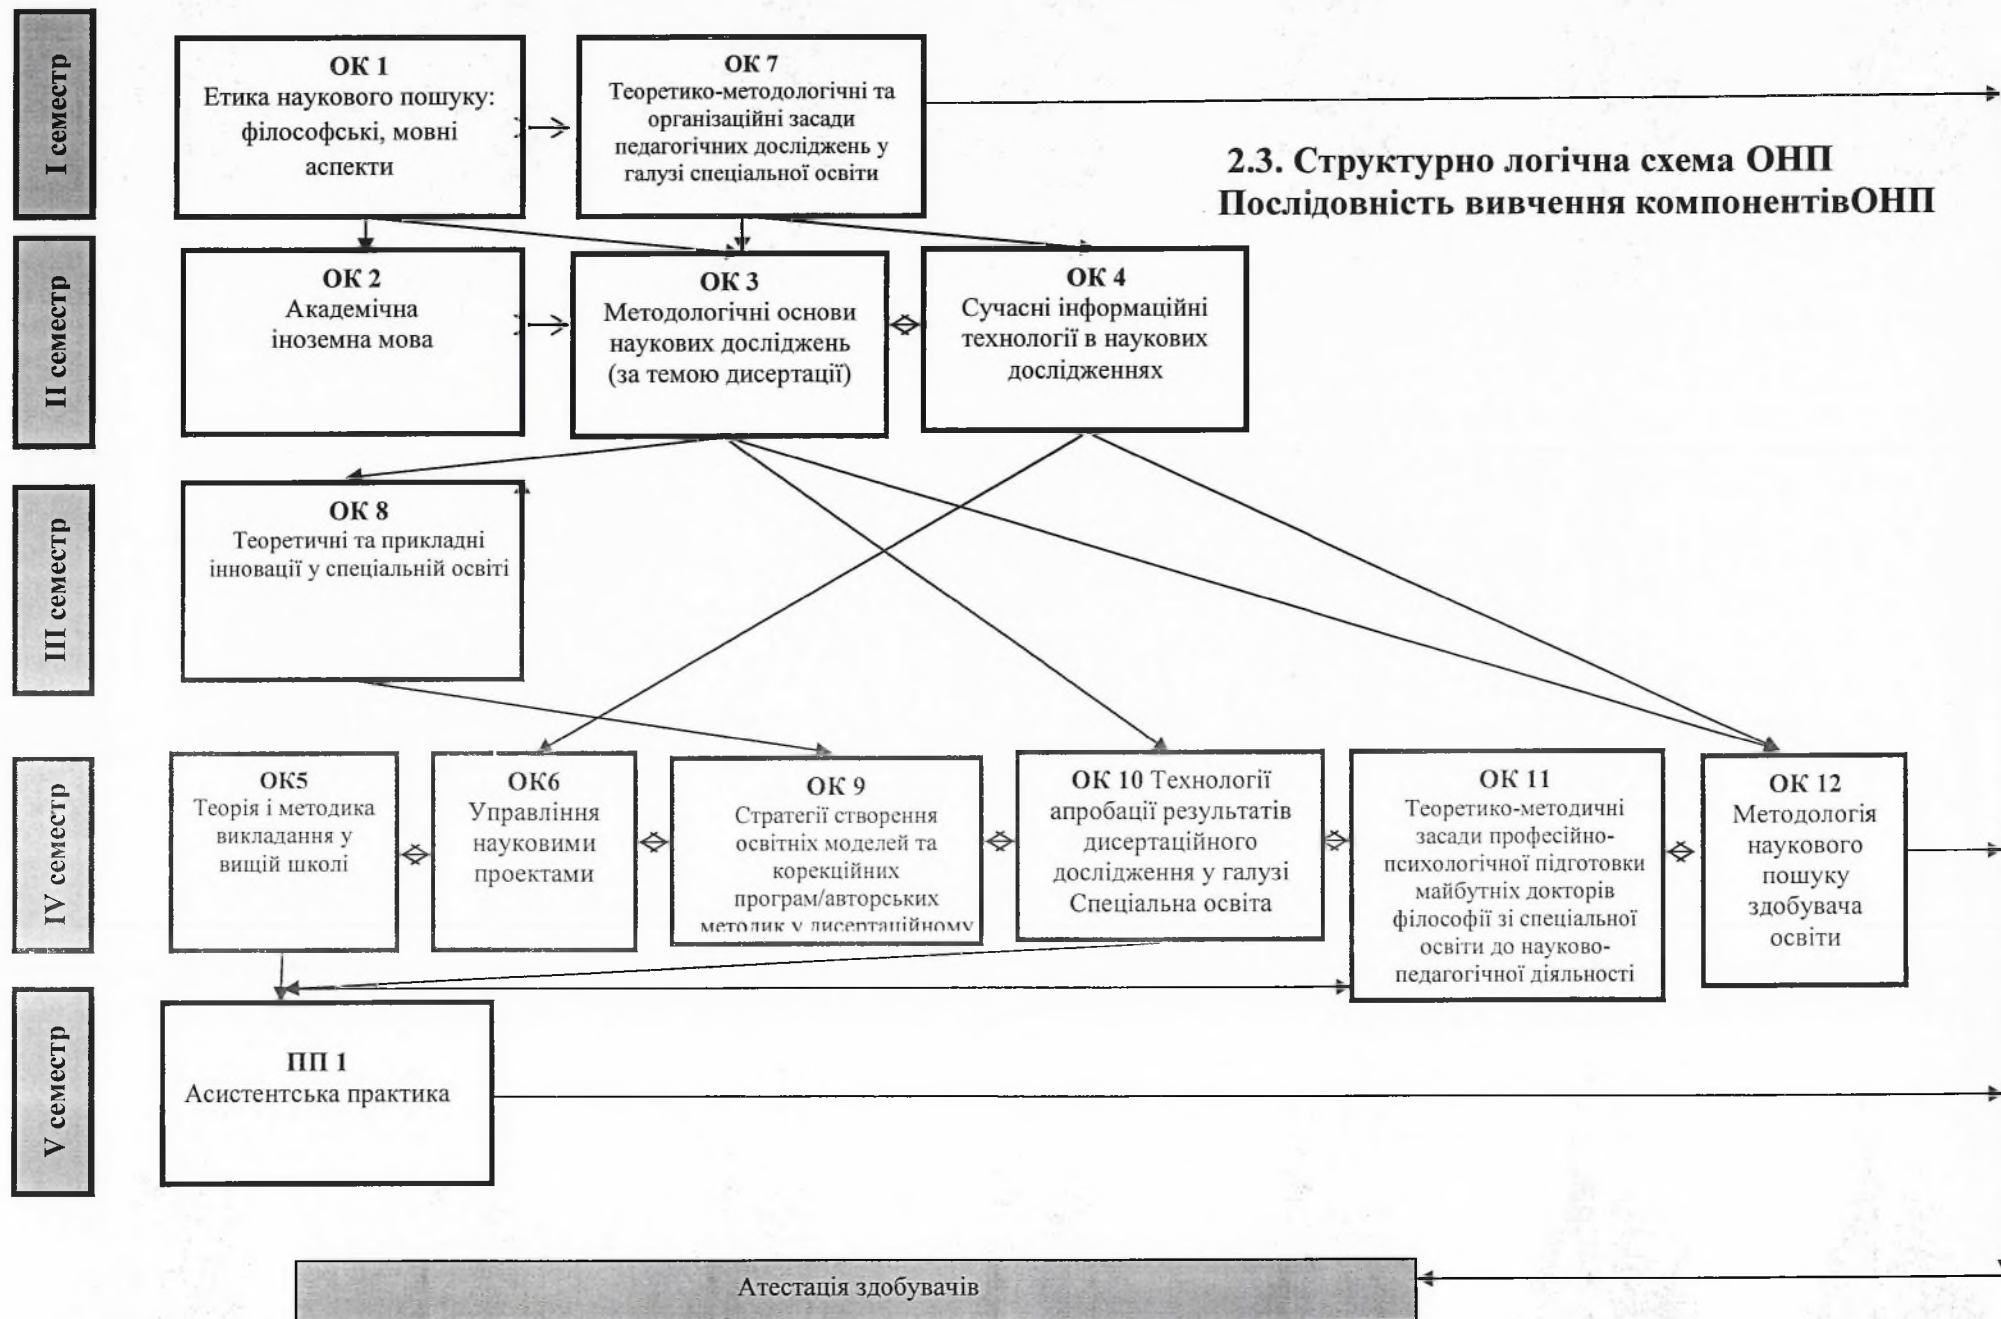 I семестр
ОК 1
Етика наукового пошуку:
філософські, мовні
аспекти
ОК 7
Теоретико-методологічні та
організаційні засади
педагогічних досліджень у
галузі спеціальної освіти
2.3. Структурно логічна схема ОНП
Послідовність вивчення компонентівОНП
II семестр
ОК 2
Академічна
іноземна мова
ОК 3
Методологічні основи
наукових досліджень
(за темою дисертації)
ОК 4
Сучасні інформаційні
технології в наукових
дослідженнях
III семестр
ОК 8
Теоретичні та прикладні
інновації у спеціальній освіті
IV семестр
ОК5
Теорія і методика
викладання у
вищій школі
ОК6
Управління
науковими
проектами
ОК 9
Стратегії створення
освітніх моделей та
корекційних
програм/авторських
методик у дисертаційному
ОК 10 Технології
апробації результатів
дисертаційного
дослідження у галузі
Спеціальна освіта
ОК 11
Теоретико-методичні
засади професійно-
психологічної підготовки
майбутніх докторів
філософії зі спеціальної
освіти до науково-
педагогічної діяльності
ОК 12
Методологія
наукового
пошуку
здобувача
освіти
V семестр
ПП 1
Асистентська практика
Атестація здобувачів